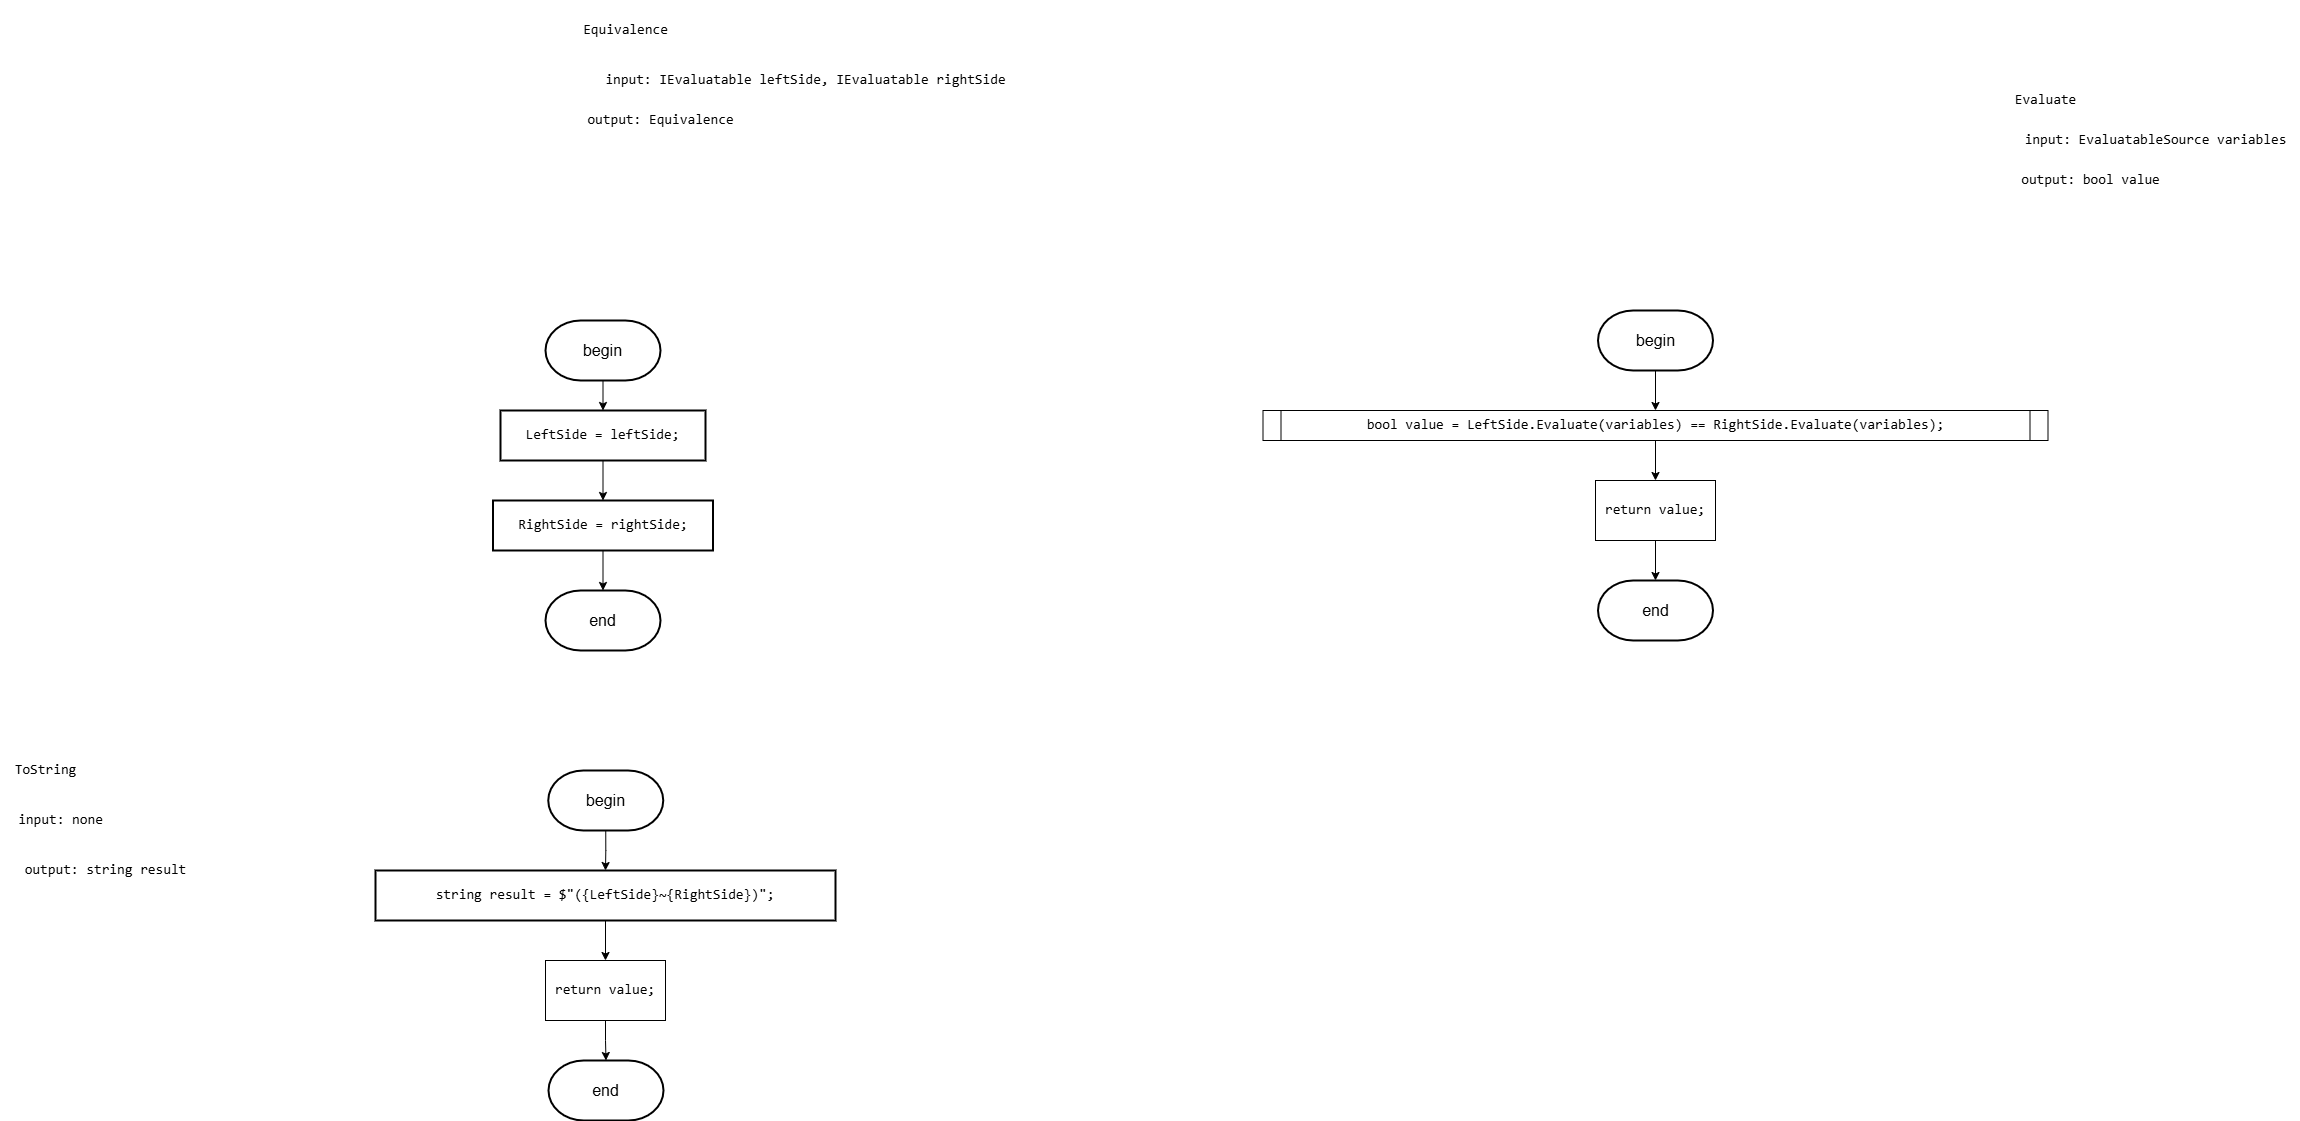 Equivalence
input: IEvaluatable leftSide, IEvaluatable rightSide
output: Equivalence
begin
LeftSide = leftSide;
RightSide = rightSide;
end
Evaluate
input: EvaluatableSource variables
output: bool value
begin
bool value = LeftSide.Evaluate(variables) == RightSide.Evaluate(variables);
return value;
end
ToString
input: none
output: string result
begin
string result = $"({LeftSide}~{RightSide})";
return value;
end